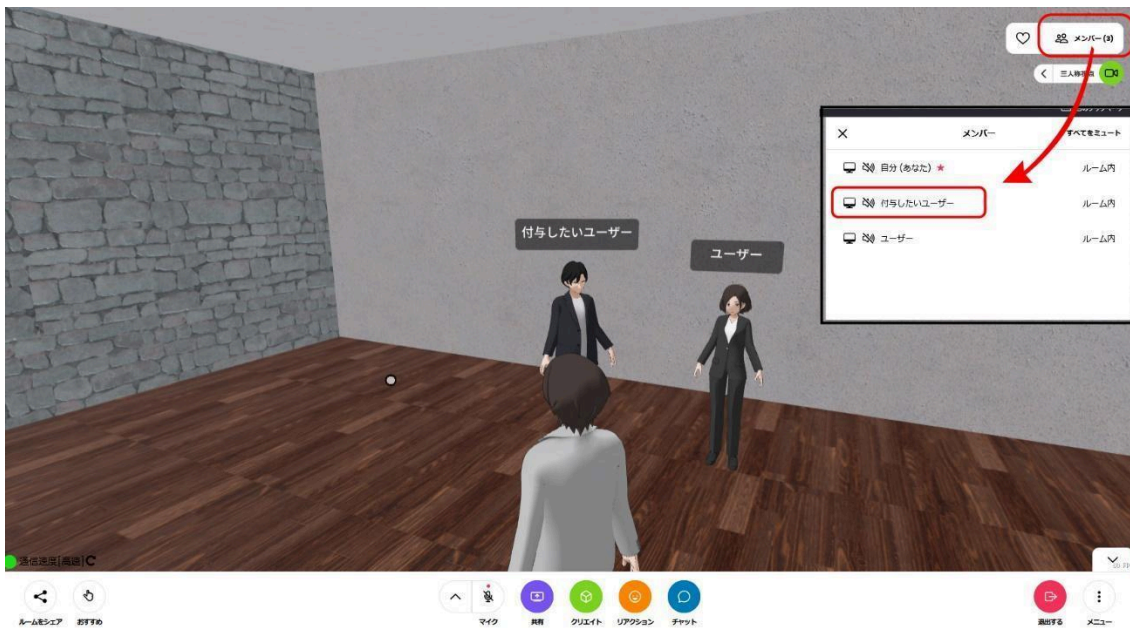 メンバー(3)
三人称視点
メンバー
すべてをミュート
自分(あなた)★
ルーム内
付与したいユーザー
ルーム内
ユーザー
ルーム内
付与したいユーザー
ユーザー
通信速度[高速]
ルームをシェア
おすすめ
マイク
共有
クリエイト
リアクション
チャット
退出する
メニュー